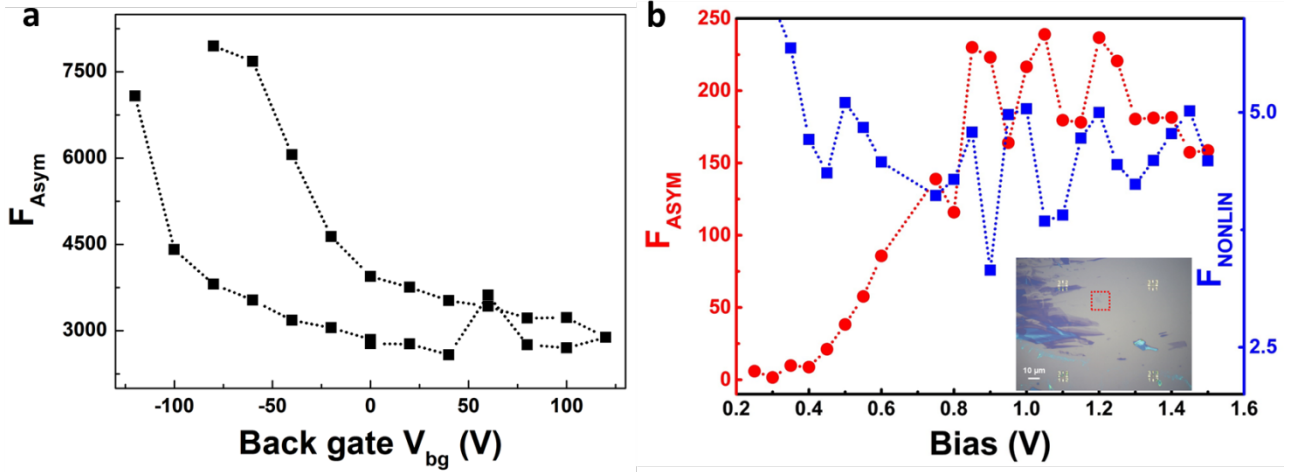 a
7500
6000
4500
3000
F_Asym
-100 -50 0 50 100
Back gate V_bg (V)
b
250
200
150
100
50
0
F_ASYM
5.0
2.5
F_NONLIN
10 µm
0.2 0.4 0.6 0.8 1.0 1.2 1.4 1.6
Bias (V)